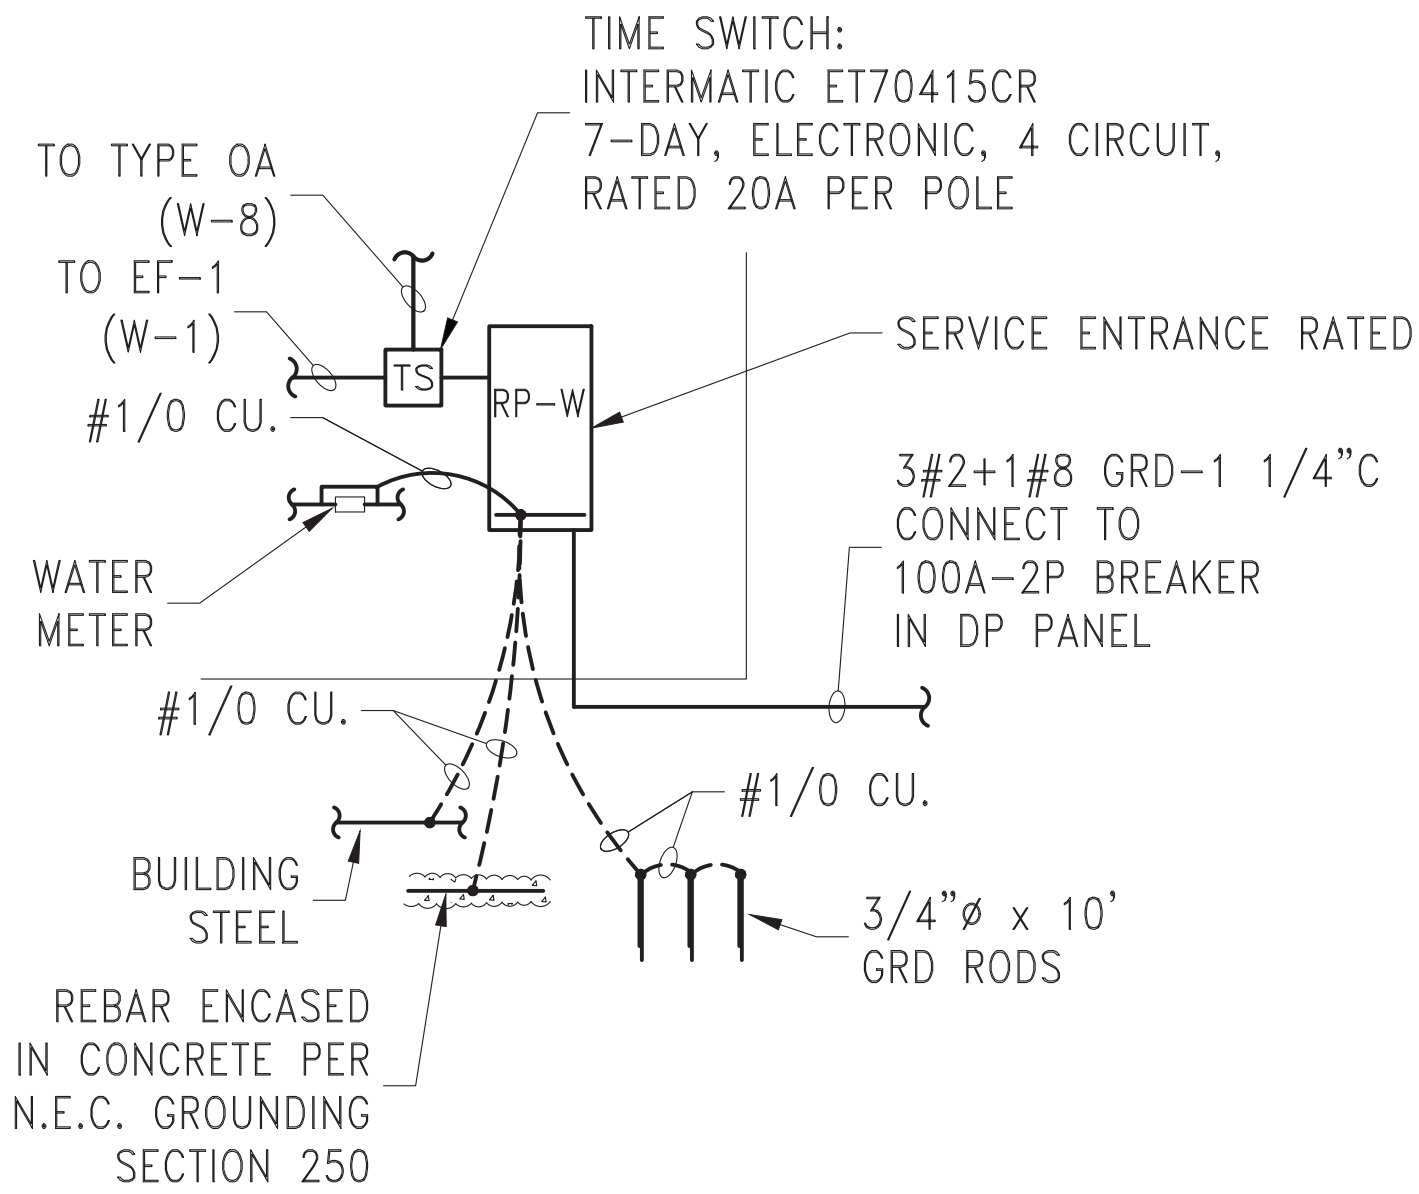 TIME SWITCH:
INTERMATIC ET70415CR
7-DAY, ELECTRONIC, 4 CIRCUIT,
RATED 20A PER POLE
TO TYPE OA
(W-8)
TO EF-1
(W-1)
#1/0 CU.
TS
RP-W
SERVICE ENTRANCE RATED
3#2+1#8 GRD-1 1/4"C
CONNECT TO
100A-2P BREAKER
IN DP PANEL
WATER
METER
#1/0 CU.
#1/0 CU.
BUILDING
STEEL
3/4"ø x 10'
GRD RODS
REBAR ENCASED
IN CONCRETE PER
N.E.C. GROUNDING
SECTION 250